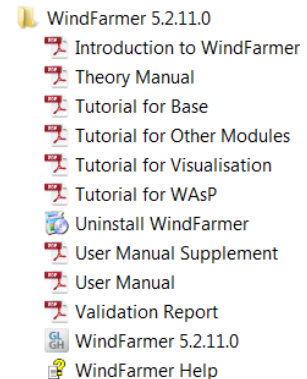 WindFarmer 5.2.11.0
Introduction to WindFarmer
Theory Manual
Tutorial for Base
Tutorial for Other Modules
Tutorial for Visualisation
Tutorial for WAsP
Uninstall WindFarmer
User Manual Supplement
User Manual
Validation Report
GL GH WindFarmer 5.2.11.0
WindFarmer Help